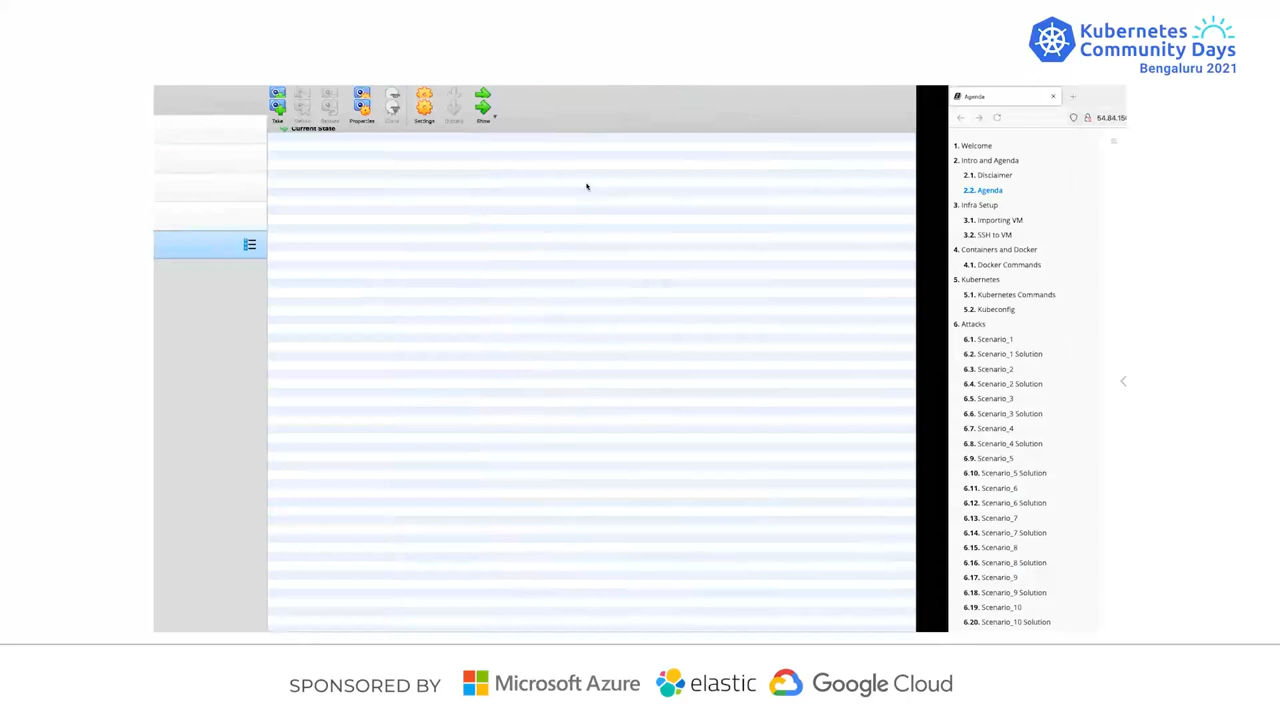 Kubernetes
Community Days
Bengaluru 2021
Take
Properties
Settings
Show
Current State
Agenda
54.84.15
1. Welcome
2. Intro and Agenda
2.1. Disclaimer
2.2. Agenda
3. Infra Setup
3.1. Importing VM
3.2. SSH to VM
4. Containers and Docker
4.1. Docker Commands
5. Kubernetes
5.1. Kubernetes Commands
5.2. Kubeconfig
6. Attacks
6.1. Scenario_1
6.2. Scenario_1 Solution
6.3. Scenario_2
6.4. Scenario_2 Solution
6.5. Scenario_3
6.6. Scenario_3 Solution
6.7. Scenario_4
6.8. Scenario_4 Solution
6.9. Scenario_5
6.10. Scenario_5 Solution
6.11. Scenario_6
6.12. Scenario_6 Solution
6.13. Scenario_7
6.14. Scenario_7 Solution
6.15. Scenario_8
6.16. Scenario_8 Solution
6.17. Scenario_9
6.18. Scenario_9 Solution
6.19. Scenario_10
6.20. Scenario_10 Solution
SPONSORED BY Microsoft Azure elastic Google Cloud